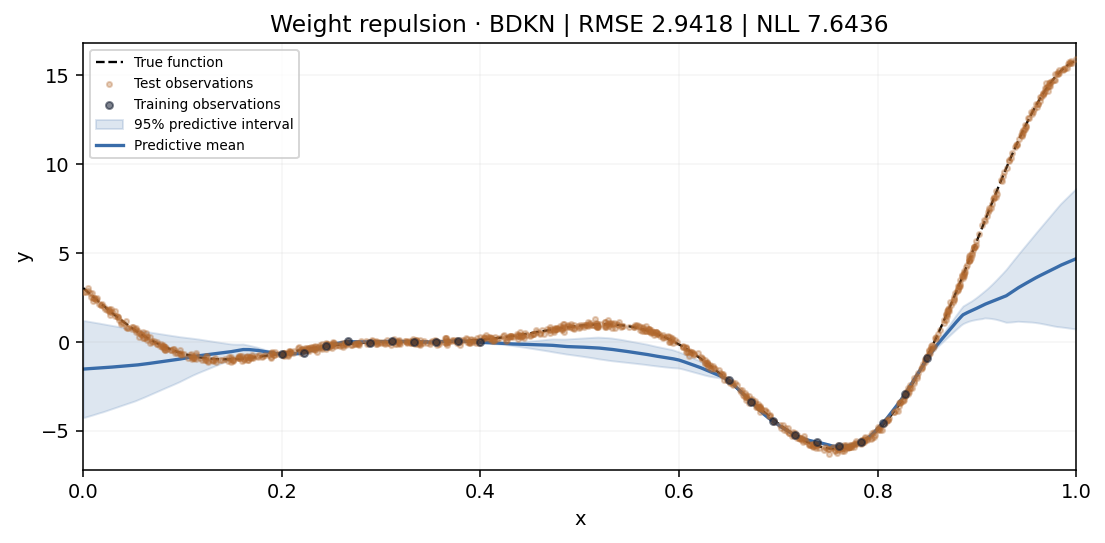 Weight repulsion · BDKN | RMSE 2.9418 | NLL 7.6436
True function
Test observations
Training observations
95% predictive interval
Predictive mean
y
15
10
5
0
−5
0.0 0.2 0.4 0.6 0.8 1.0
x